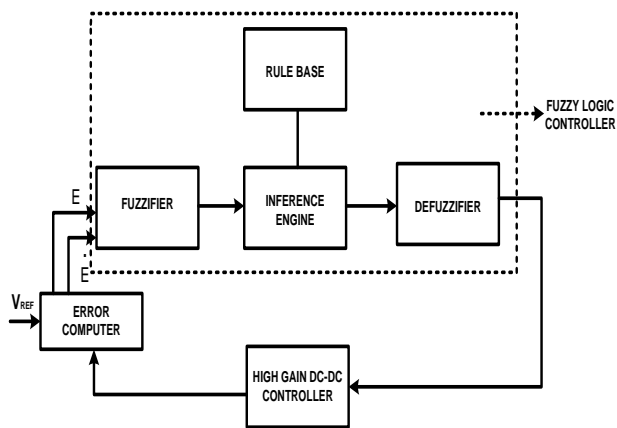 RULE BASE
FUZZY LOGIC
CONTROLLER
E
FUZZIFIER
INFERENCE
ENGINE
DEFUZZIFIER
Ė
VREF
ERROR
COMPUTER
HIGH GAIN DC-DC
CONTROLLER